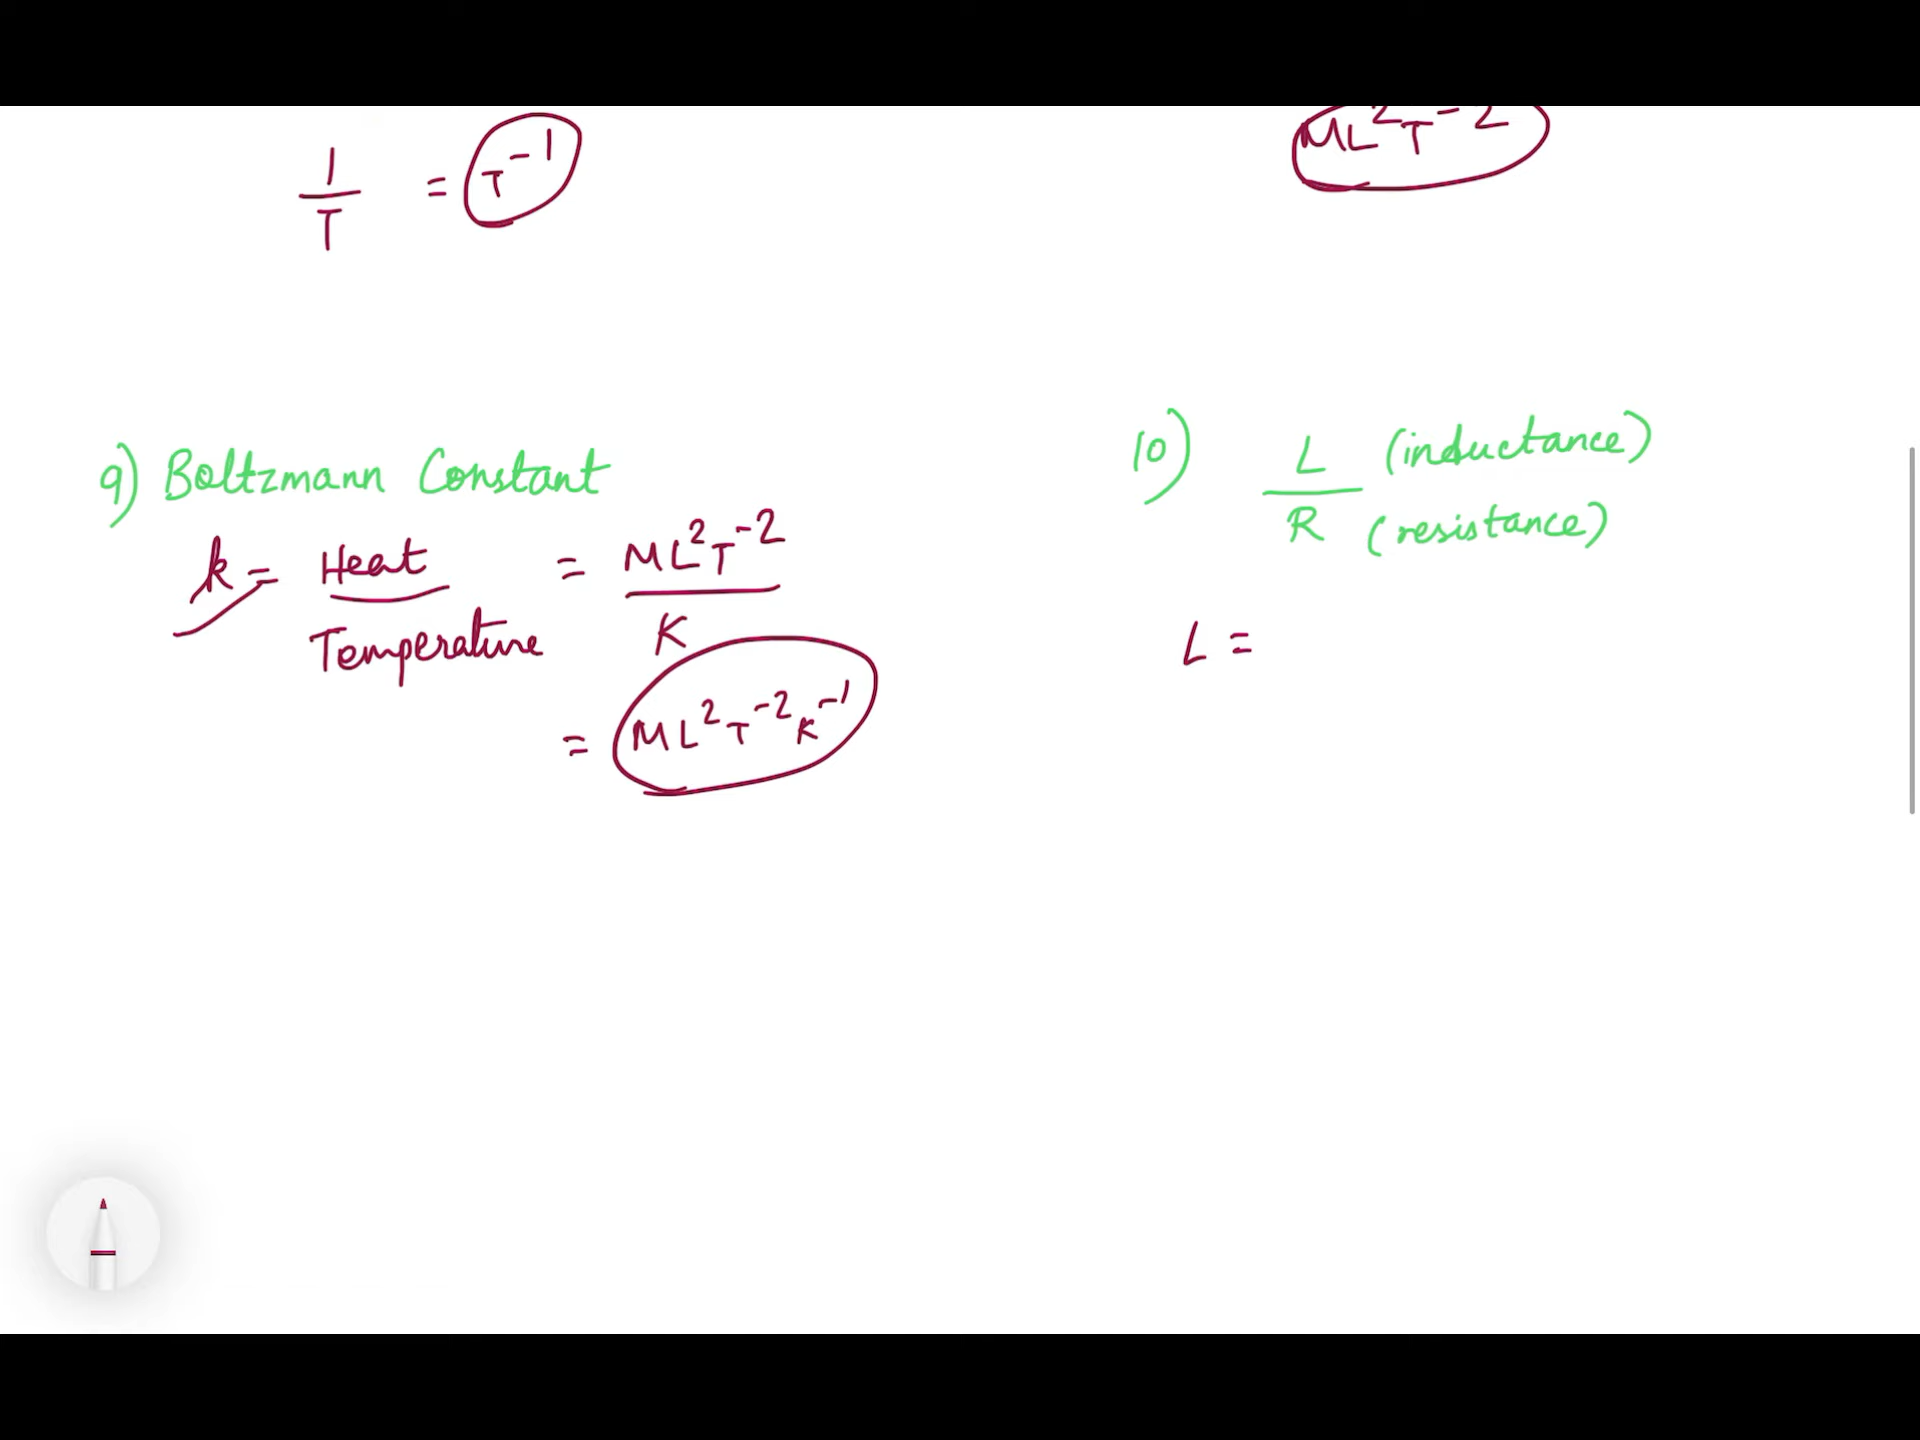 1/T = T⁻¹
ML²T⁻²
9) Boltzmann Constant
k = Heat/Temperature = ML²T⁻²/K
= ML²T⁻²K⁻¹
10) L (inductance)
R (resistance)
L =